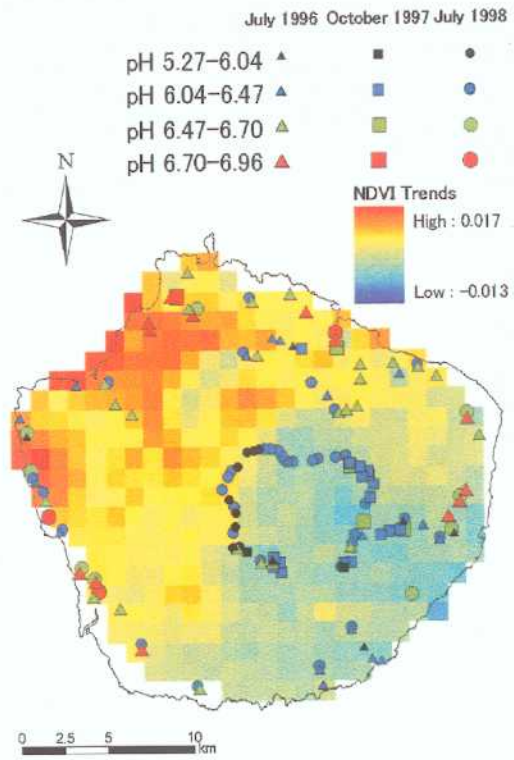 July 1996 October 1997 July 1998
pH 5.27-6.04
pH 6.04-6.47
pH 6.47-6.70
pH 6.70-6.96
N
NDVI Trends
High : 0.017
Low : -0.013
0 2.5 5 10
km